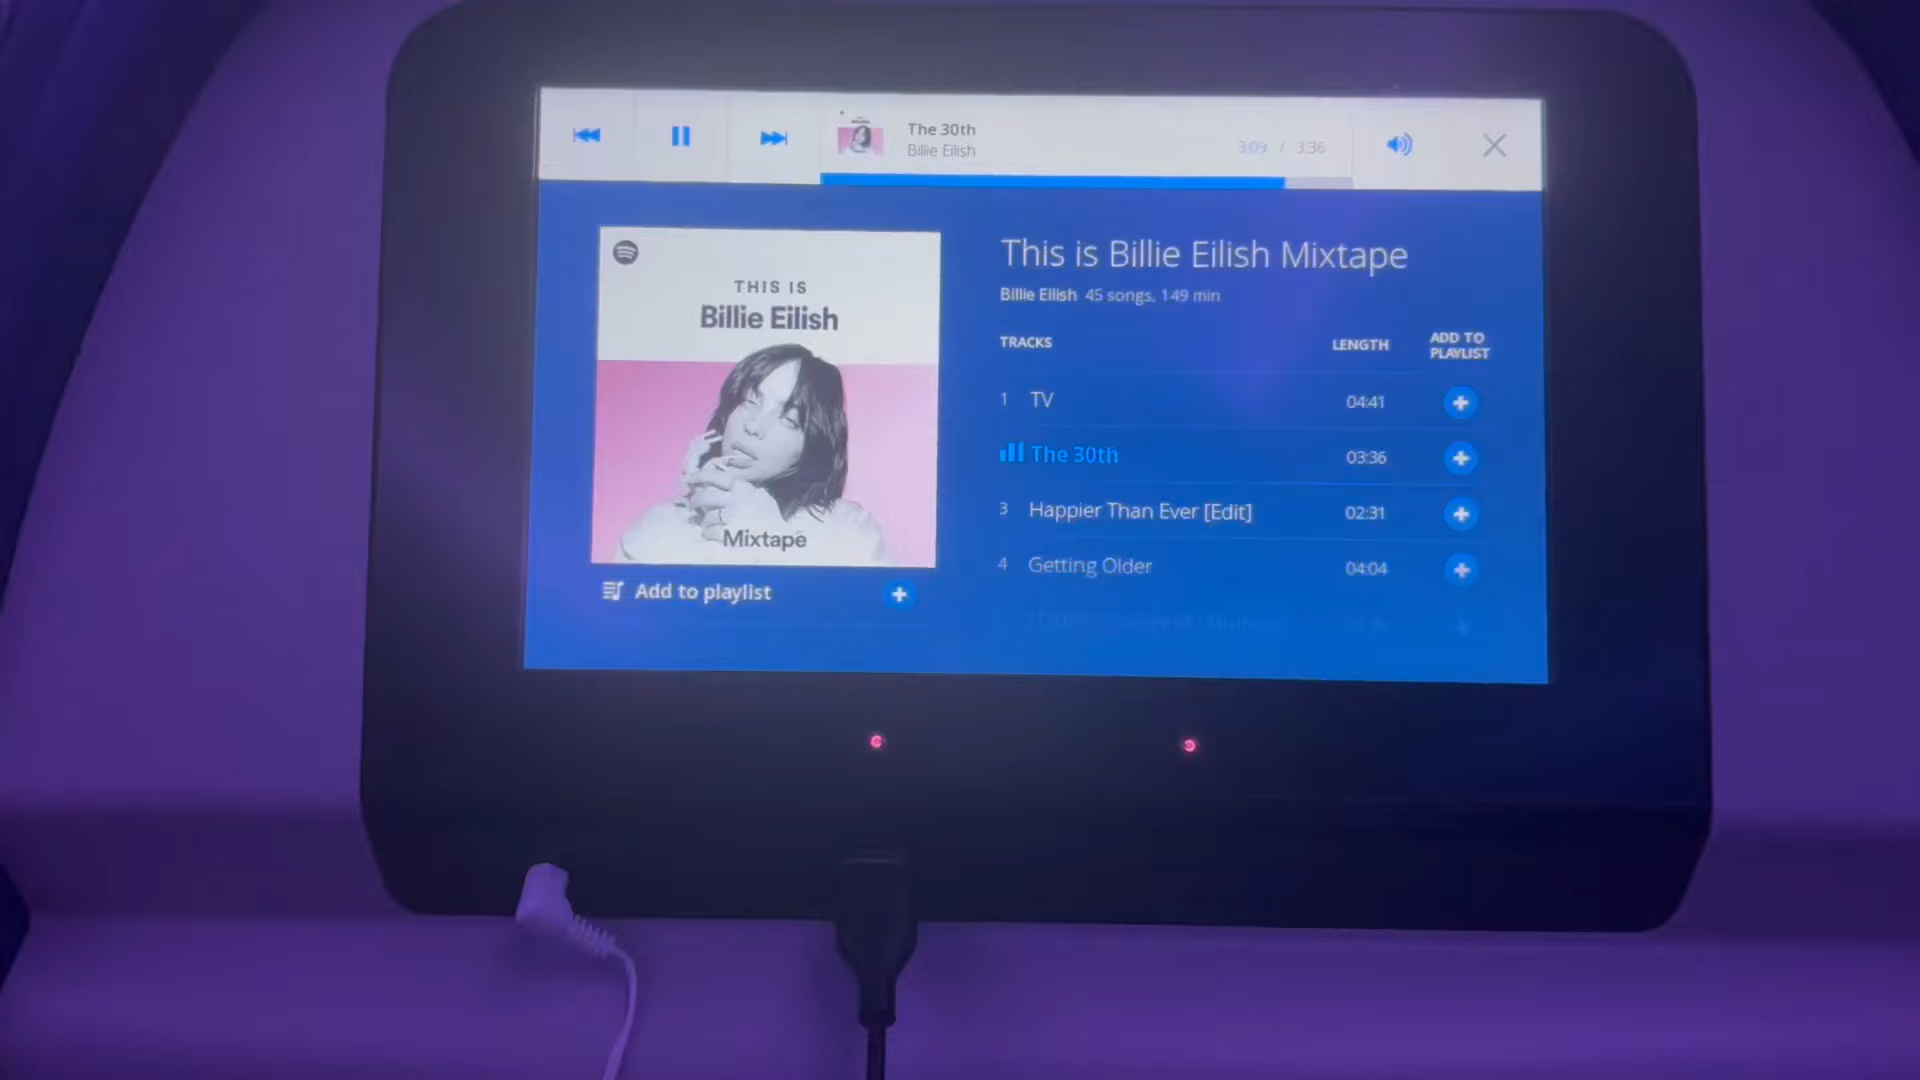 The 30th
Billie Eilish
3:09 / 3:36
THIS IS
Billie Eilish
Mixtape
Add to playlist
This is Billie Eilish Mixtape
Billie Eilish 45 songs, 149 min
TRACKS LENGTH ADD TO PLAYLIST
1 TV 04:41
The 30th 03:36
3 Happier Than Ever [Edit] 02:31
4 Getting Older 04:04